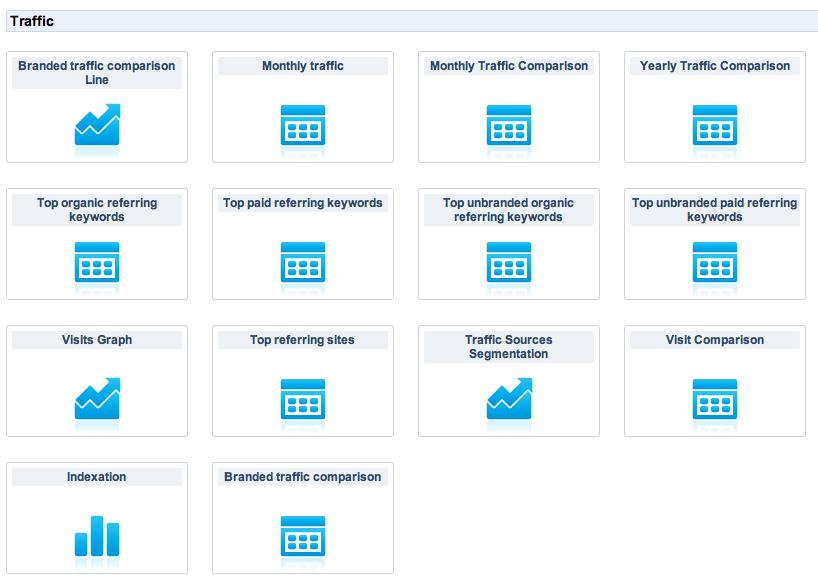 Traffic
Branded traffic comparison
Line
Monthly traffic
Monthly Traffic Comparison
Yearly Traffic Comparison
Top organic referring
keywords
Top paid referring keywords
Top unbranded organic
referring keywords
Top unbranded paid referring
keywords
Visits Graph
Top referring sites
Traffic Sources
Segmentation
Visit Comparison
Indexation
Branded traffic comparison